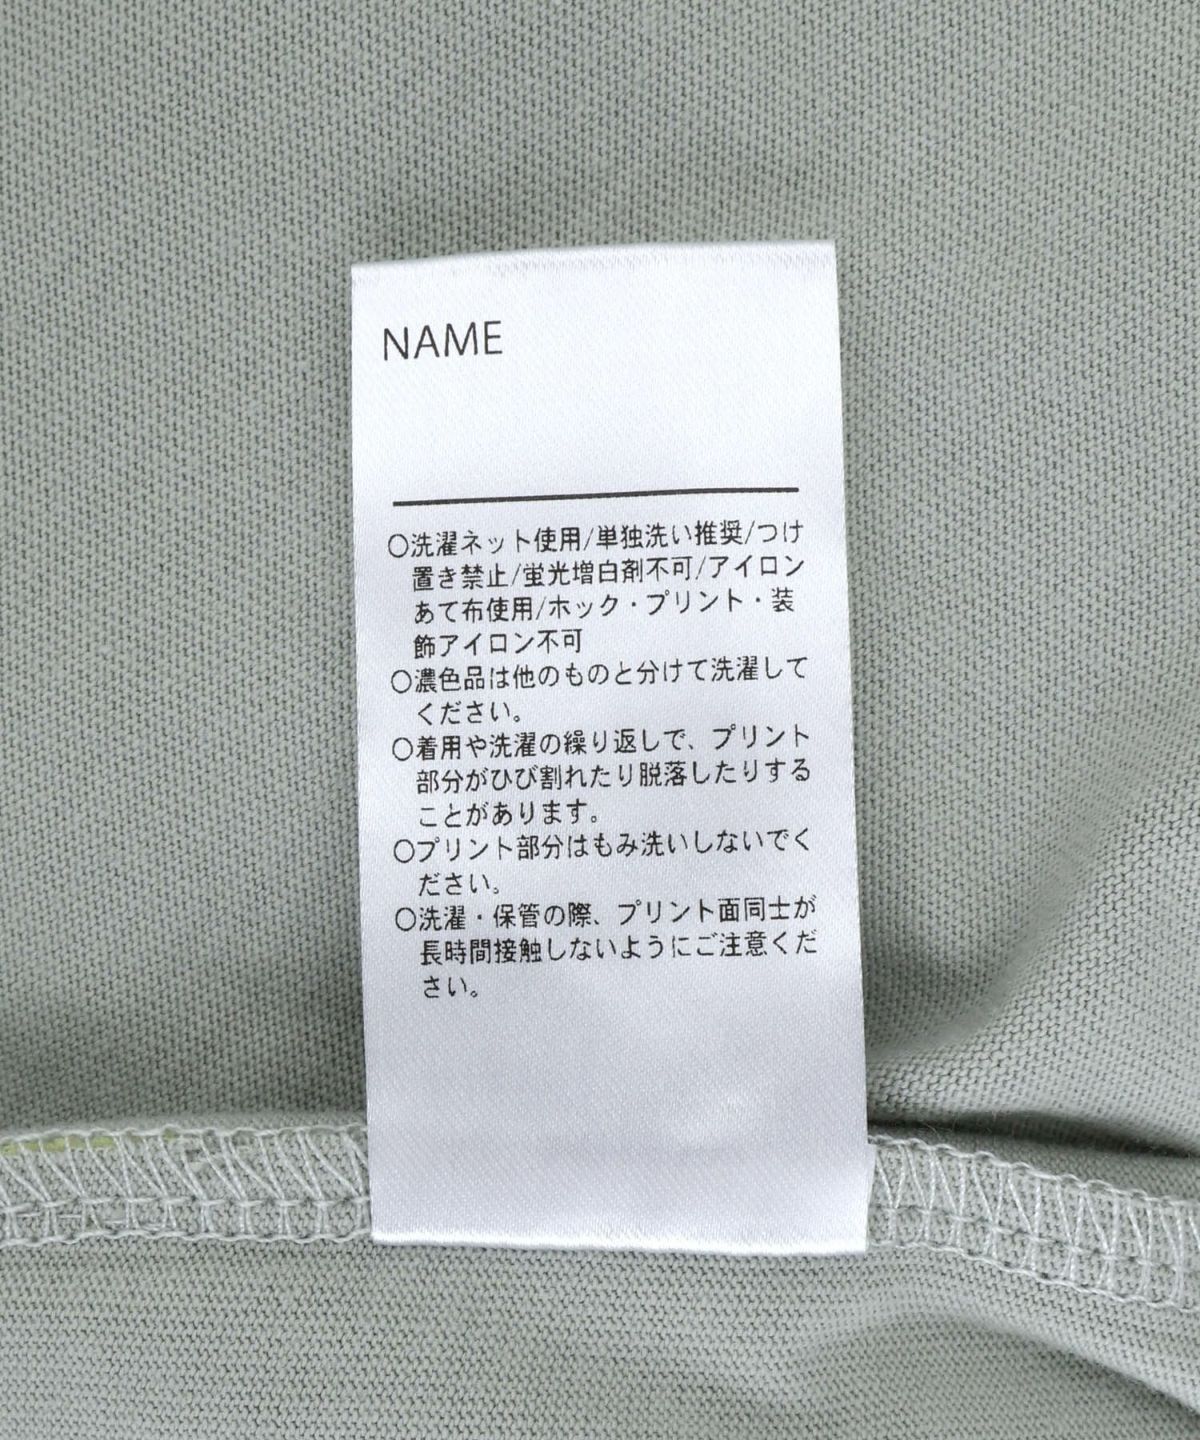 NAME
○洗濯ネット使用/単独洗い推奨/つけ
置き禁止/蛍光増白剤不可/アイロン
あて布使用/ホック・プリント・装
飾アイロン不可
○濃色品は他のものと分けて洗濯して
ください。
○着用や洗濯の繰り返しで、プリント
部分がひび割れたり脱落したりする
ことがあります。
○プリント部分はもみ洗いしないでく
ださい。
○洗濯・保管の際、プリント面同士が
長時間接触しないようにご注意くだ
さい。